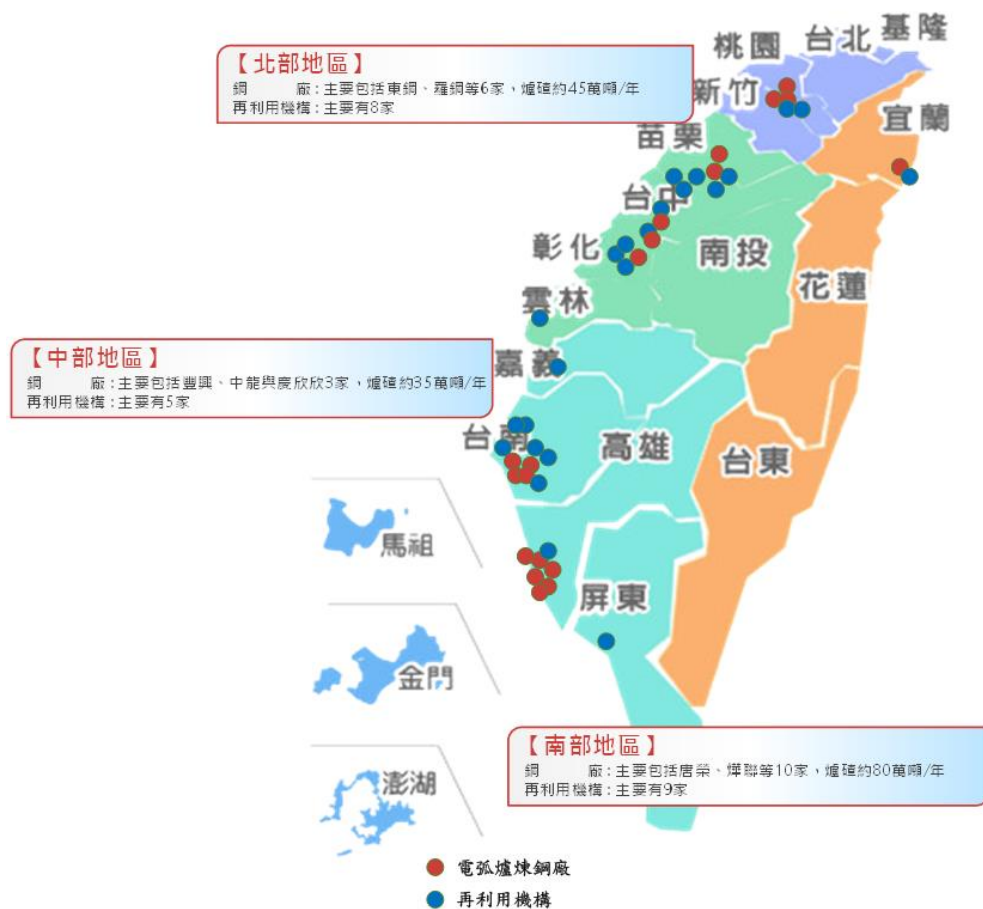 基隆
台北
桃園
【北部地區】
鋼　　廠：主要包括東鋼、羅鋼等6家，爐碴約45萬噸/年
再利用機構：主要有8家
新竹
宜蘭
苗栗
台中
彰化
南投
花蓮
雲林
【中部地區】
鋼　　廠：主要包括豐興、中龍與慶欣欣3家，爐碴約35萬噸/年
再利用機構：主要有5家
嘉義
台南
高雄
台東
馬祖
屏東
金門
【南部地區】
鋼　　廠：主要包括唐榮、燁聯等10家，爐碴約80萬噸/年
再利用機構：主要有9家
澎湖
電弧爐煉鋼廠
再利用機構